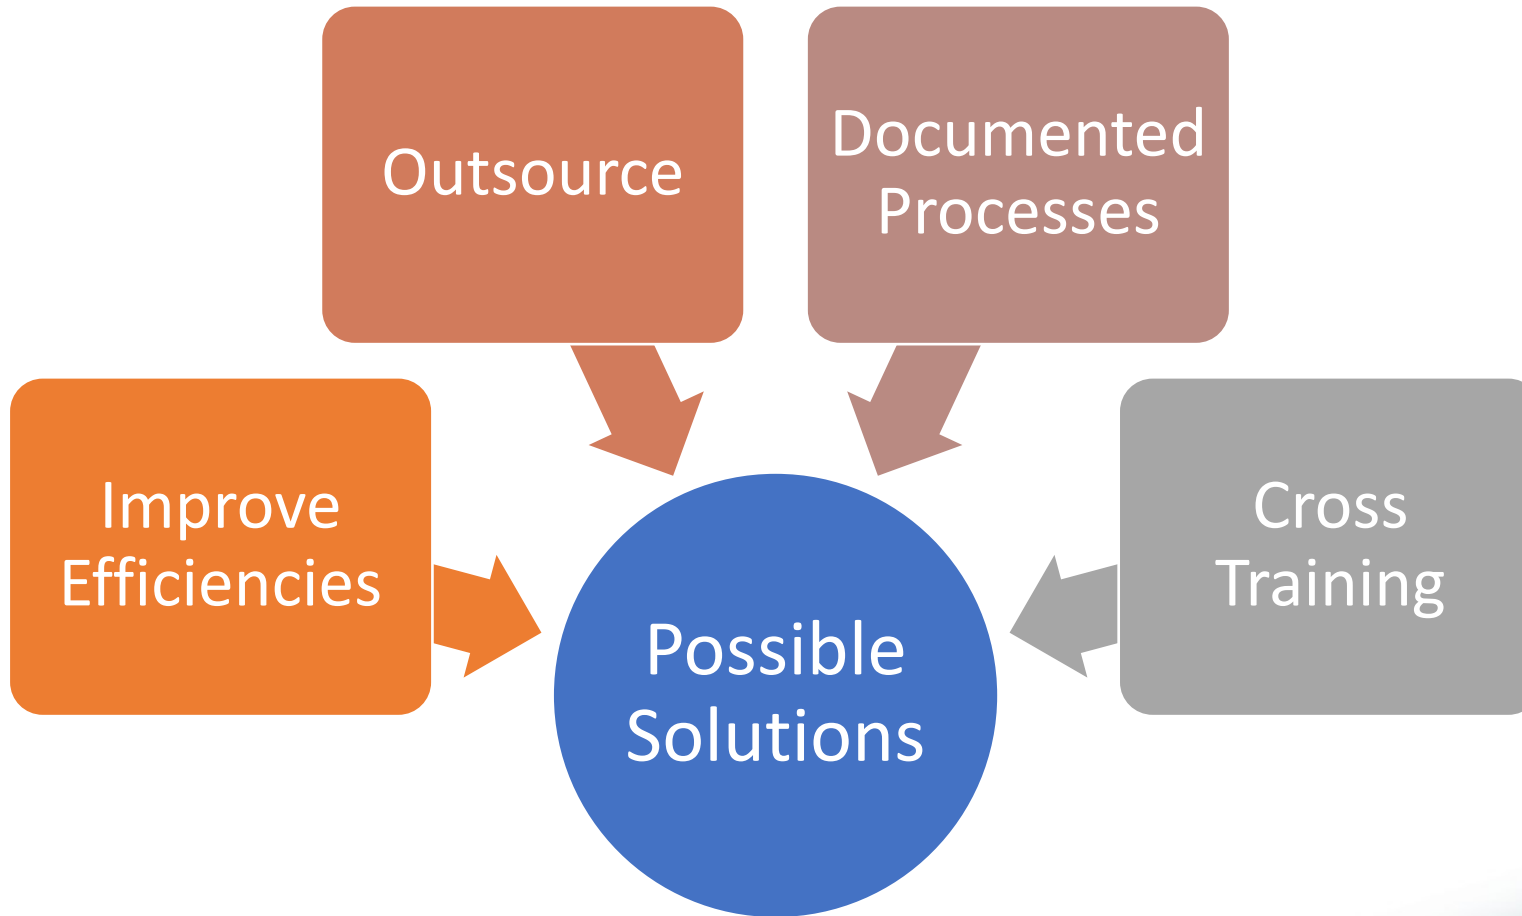 Outsource
Documented
Processes
Improve
Efficiencies
Cross
Training
Possible
Solutions